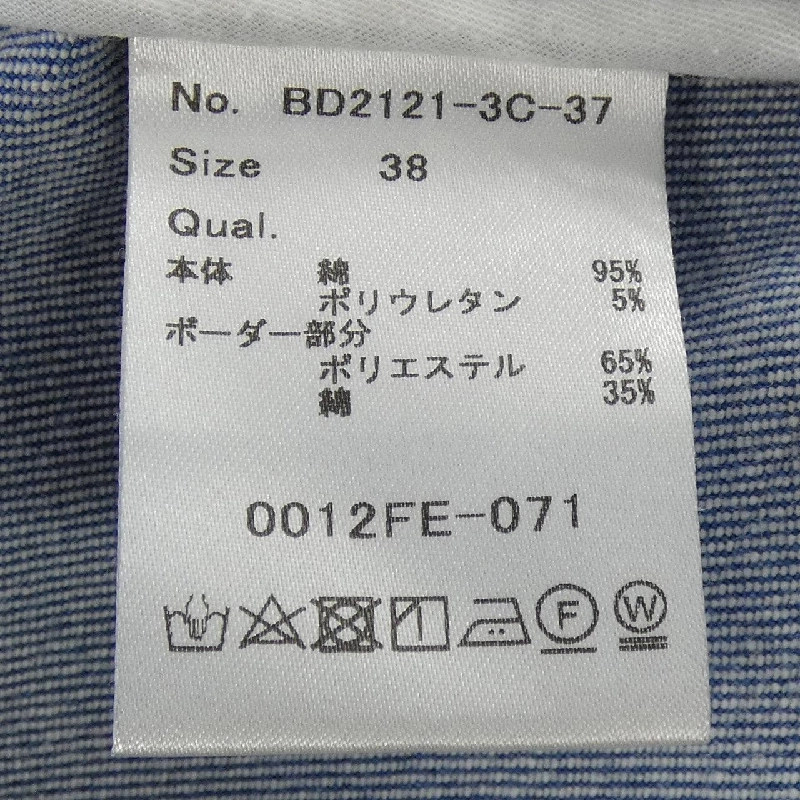 No. BD2121-3C-37
Size 38
Qual.
本体 綿 95%
ポリウレタン 5%
ボーダー部分
ポリエステル 65%
綿 35%
0012FE-071
F W